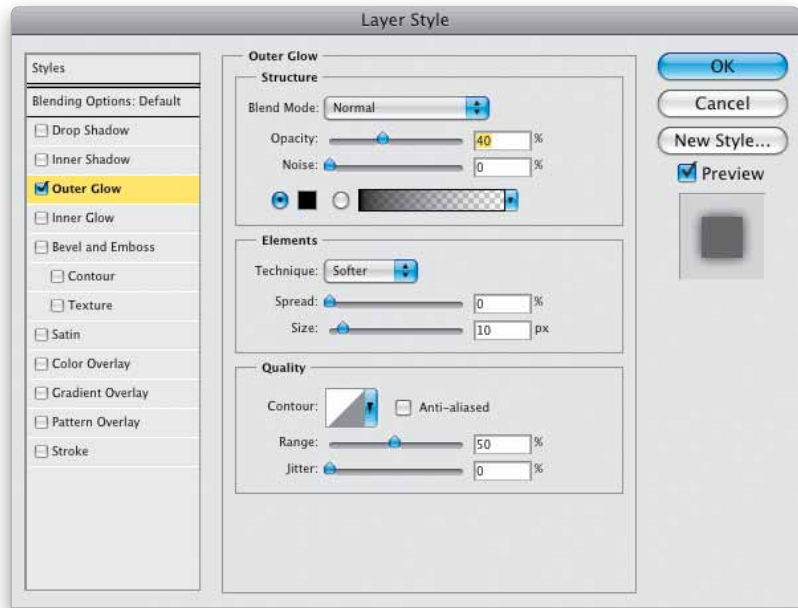 Layer Style
Styles
Blending Options: Default
Drop Shadow
Inner Shadow
Outer Glow
Inner Glow
Bevel and Emboss
Contour
Texture
Satin
Color Overlay
Gradient Overlay
Pattern Overlay
Stroke
Outer Glow
Structure
Blend Mode: Normal
Opacity: 40 %
Noise: 0 %
Elements
Technique: Softer
Spread: 0 %
Size: 10 px
Quality
Contour: Anti-aliased
Range: 50 %
Jitter: 0 %
OK
Cancel
New Style...
Preview